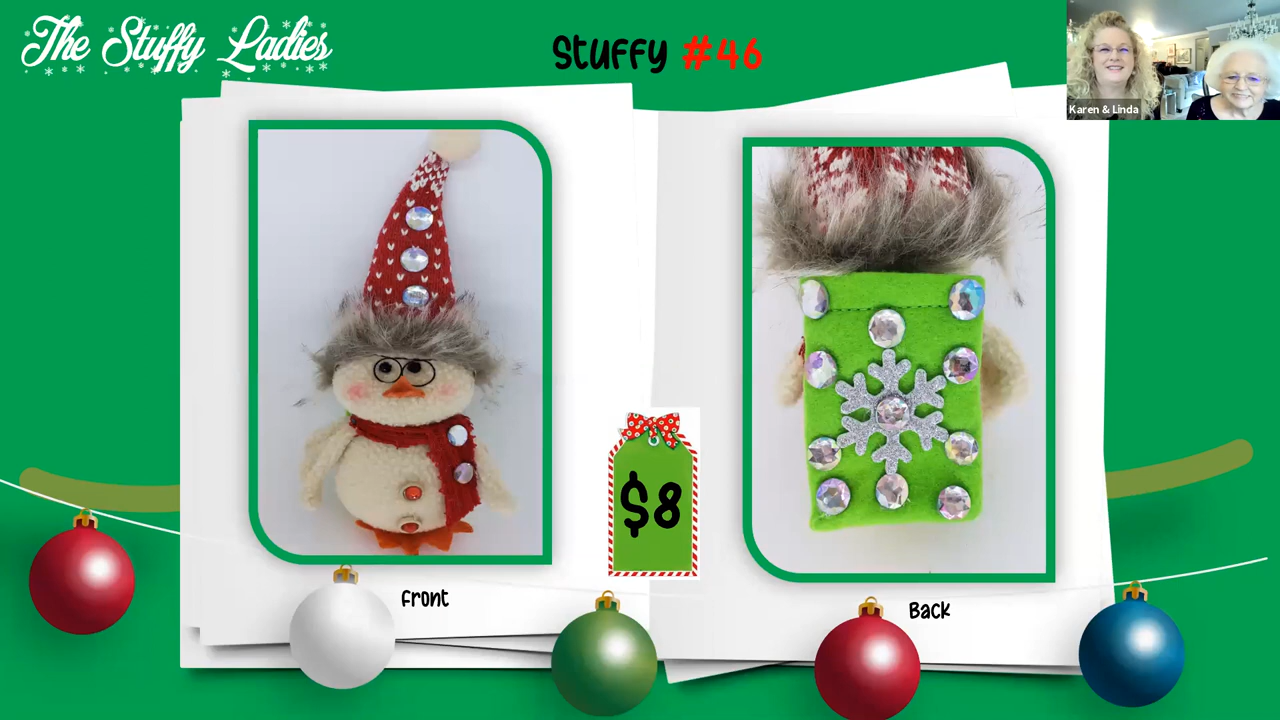 The Stuffy Ladies
Stuffy #46
Karen & Linda
$8
Front
Back